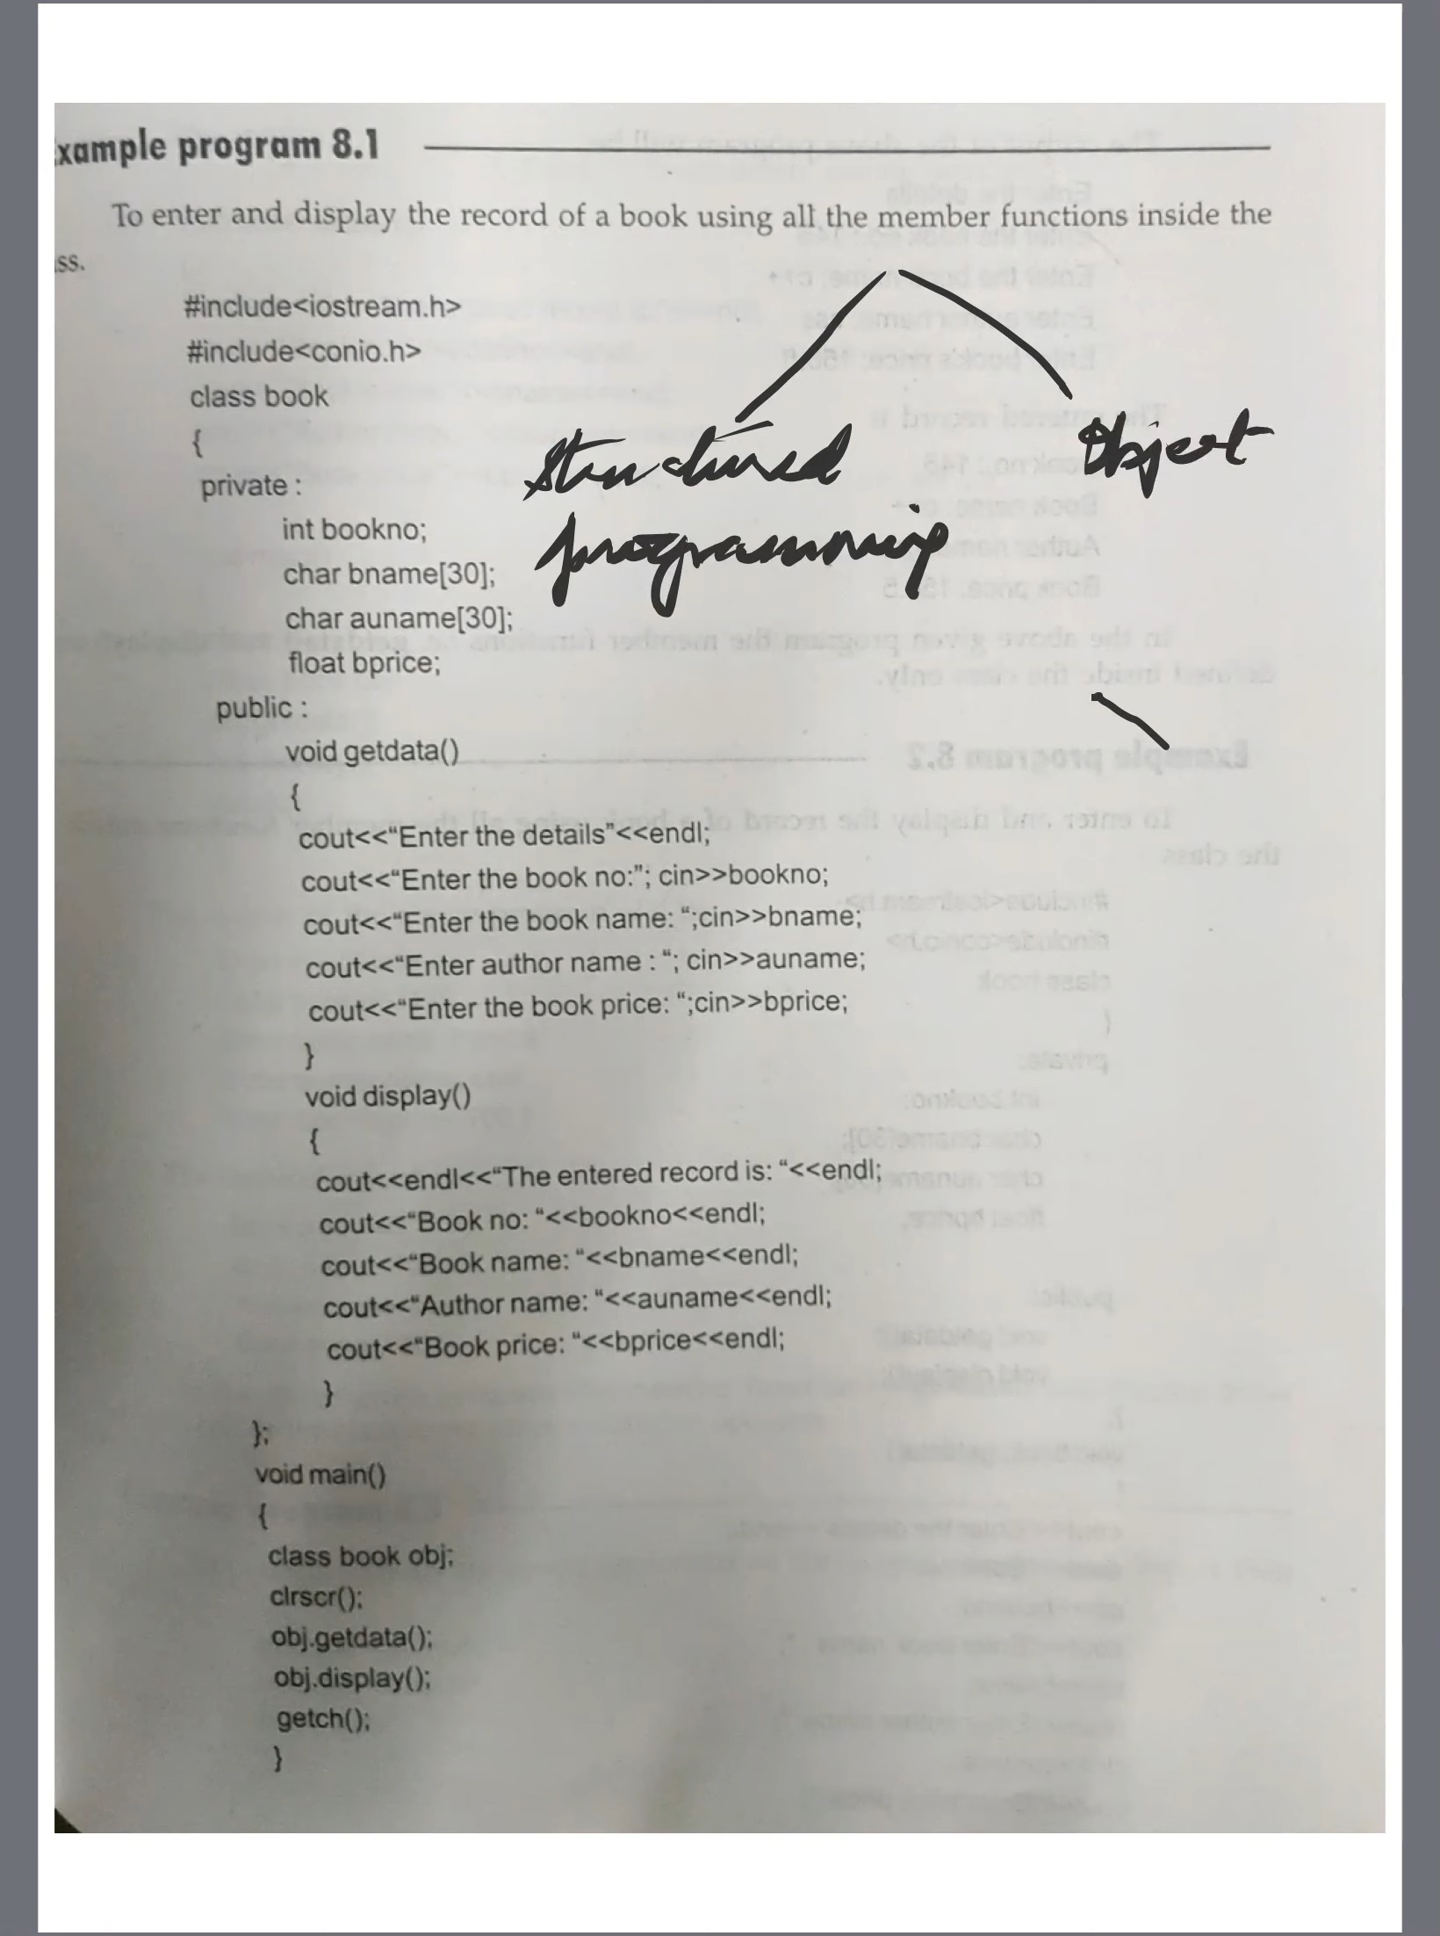 xample program 8.1
To enter and display the record of a book using all the member functions inside the
ss.
#include<iostream.h>
#include<conio.h>
class book
{
private :
int bookno;
char bname[30];
char auname[30];
float bprice;
public :
void getdata()
{
cout<<“Enter the details”<<endl;
cout<<“Enter the book no:”; cin>>bookno;
cout<<“Enter the book name: “;cin>>bname;
cout<<“Enter author name : “; cin>>auname;
cout<<“Enter the book price: “;cin>>bprice;
}
void display()
{
cout<<endl<<“The entered record is: “<<endl;
cout<<“Book no: “<<bookno<<endl;
cout<<“Book name: “<<bname<<endl;
cout<<“Author name: “<<auname<<endl;
cout<<“Book price: “<<bprice<<endl;
}
};
void main()
{
class book obj;
clrscr();
obj.getdata();
obj.display();
getch();
}
structured
programming
Object